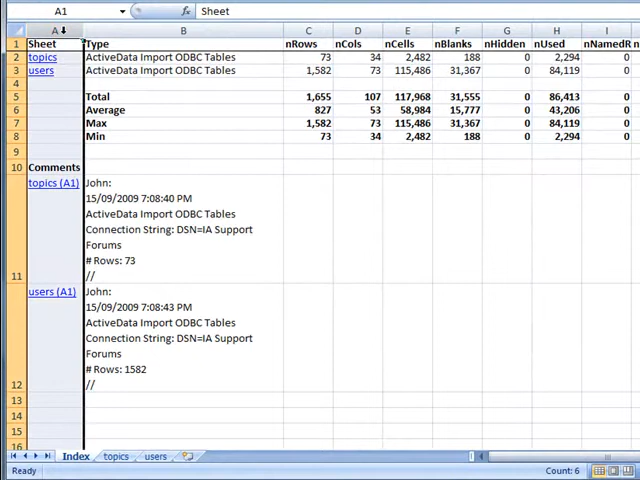 A1 fx Sheet
A B C D E F G H I
1 Sheet Type nRows nCols nCells nBlanks nHidden nUsed nNamedR
2 topics ActiveData Import ODBC Tables 73 34 2,482 188 0 2,294 0
3 users ActiveData Import ODBC Tables 1,582 73 115,486 31,367 0 84,119 0
4
5 Total 1,655 107 117,968 31,555 0 86,413 0
6 Average 827 53 58,984 15,777 0 43,206 0
7 Max 1,582 73 115,486 31,367 0 84,119 0
8 Min 73 34 2,482 188 0 2,294 0
9
10 Comments
topics (A1) John:
15/09/2009 7:08:40 PM
ActiveData Import ODBC Tables
Connection String: DSN=IA Support
Forums
# Rows: 73
11 //
users (A1) John:
15/09/2009 7:08:43 PM
ActiveData Import ODBC Tables
Connection String: DSN=IA Support
Forums
# Rows: 1582
12 //
13
14
15
16
Index topics users
Ready Count: 6